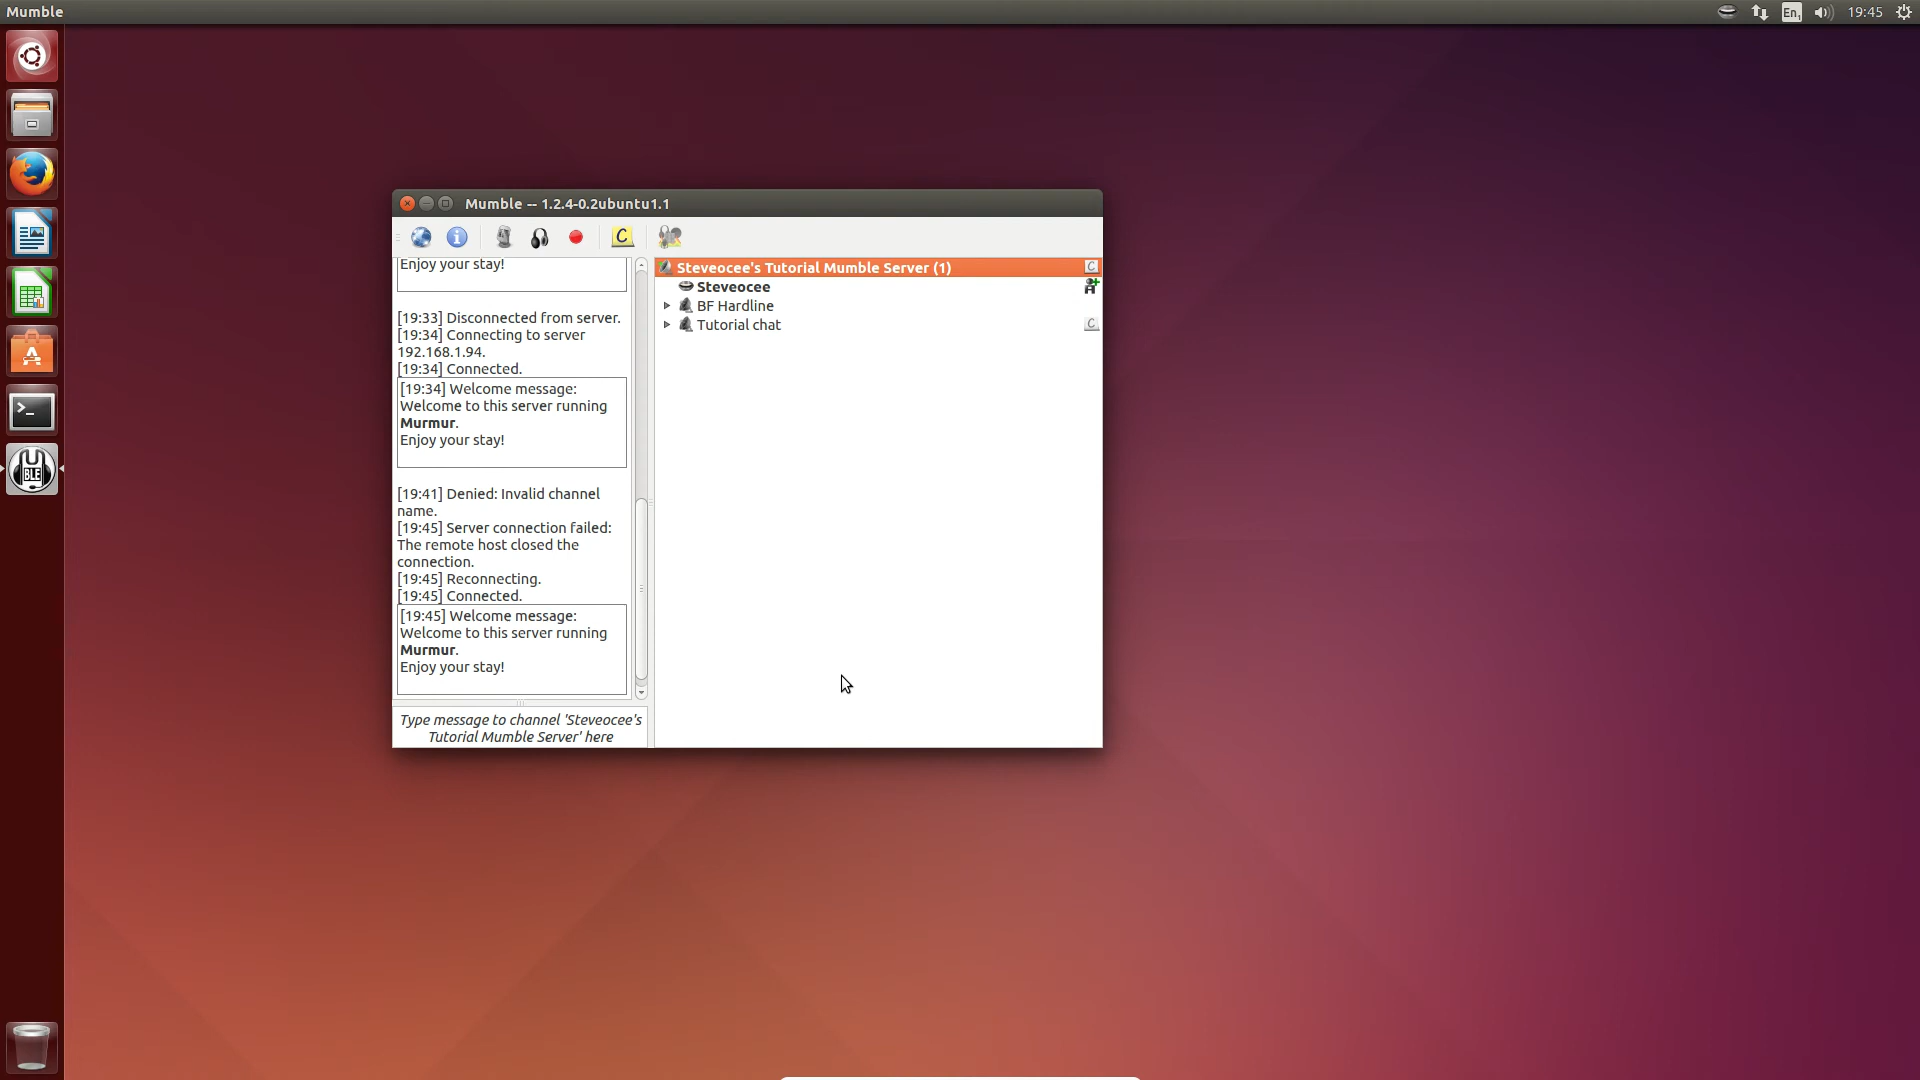 Mumble
En1
19:45
Mumble -- 1.2.4-0.2ubuntu1.1
C
Enjoy your stay!
[19:33] Disconnected from server.
[19:34] Connecting to server
192.168.1.94.
[19:34] Connected.
[19:34] Welcome message:
Welcome to this server running
Murmur.
Enjoy your stay!
[19:41] Denied: Invalid channel
name.
[19:45] Server connection failed:
The remote host closed the
connection.
[19:45] Reconnecting.
[19:45] Connected.
[19:45] Welcome message:
Welcome to this server running
Murmur.
Enjoy your stay!
Type message to channel 'Steveocee's
Tutorial Mumble Server' here
Steveocee's Tutorial Mumble Server (1) C
Steveocee
BF Hardline
Tutorial chat C
A
>_
BLE